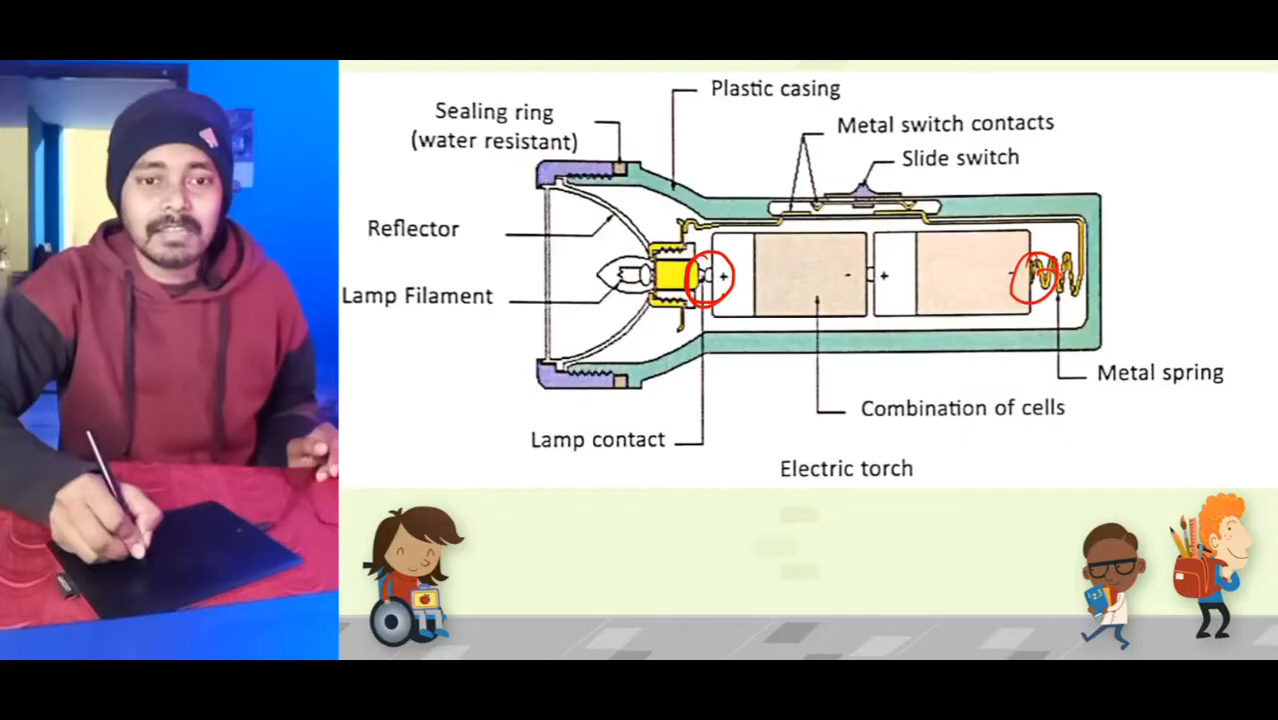 Plastic casing
Sealing ring
(water resistant)
Metal switch contacts
Slide switch
Reflector
Lamp Filament
+
-
+
-
Metal spring
Combination of cells
Lamp contact
Electric torch